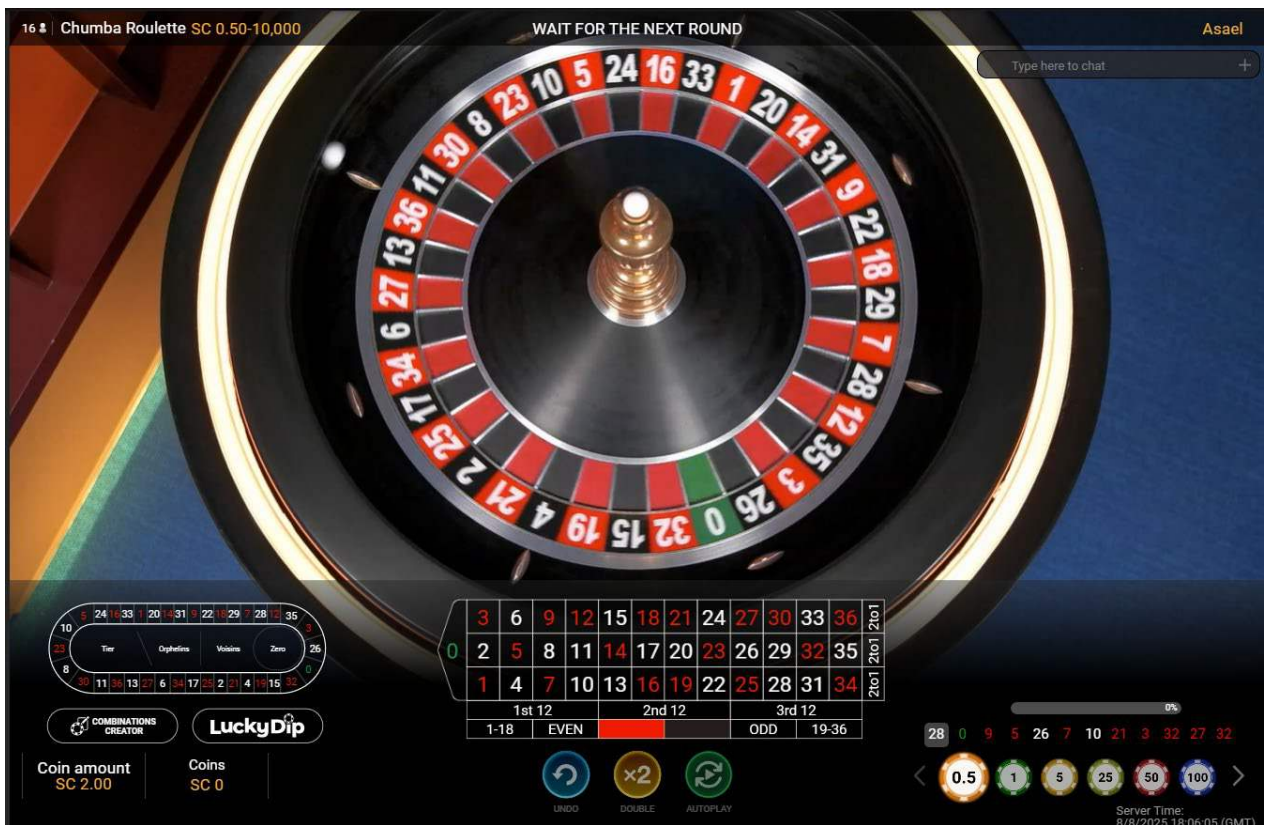 16 | Chumba Roulette SC 0.50-10,000
WAIT FOR THE NEXT ROUND
Asael
Type here to chat +
10 5 24 16 33 1 20 14 31 9 22 18 29 7 28 12 35 3 26 0 32 15 19 4 21 2 25 17 34 6 27 13 36 11 30 8 23
5 24 16 33 1 20 14 31 9 22 18 29 7 28 12 35
10 3
23 Tier Orphelins Voisins Zero 26
8 0
30 11 36 13 27 6 34 17 25 2 21 4 19 15 32
3 6 9 12 15 18 21 24 27 30 33 36 2to1
0 2 5 8 11 14 17 20 23 26 29 32 35 2to1
1 4 7 10 13 16 19 22 25 28 31 34 2to1
1st 12 2nd 12 3rd 12
1-18 EVEN ODD 19-36
COMBINATIONS
CREATOR
LuckyDip
Coin amount
SC 2.00
Coins
SC 0
×2
UNDO DOUBLE AUTOPLAY
0%
28 0 9 5 26 7 10 21 3 32 27 32
0.5 1 5 25 50 100
Server Time:
8/8/2025 18:06:05 (GMT)